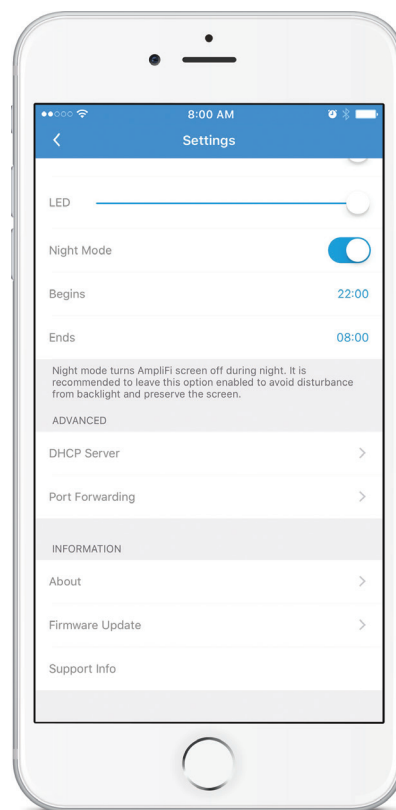 8:00 AM
Settings
LED
Night Mode
Begins 22:00
Ends 08:00
Night mode turns AmpliFi screen off during night. It is
recommended to leave this option enabled to avoid disturbance
from backlight and preserve the screen.
ADVANCED
DHCP Server
Port Forwarding
INFORMATION
About
Firmware Update
Support Info